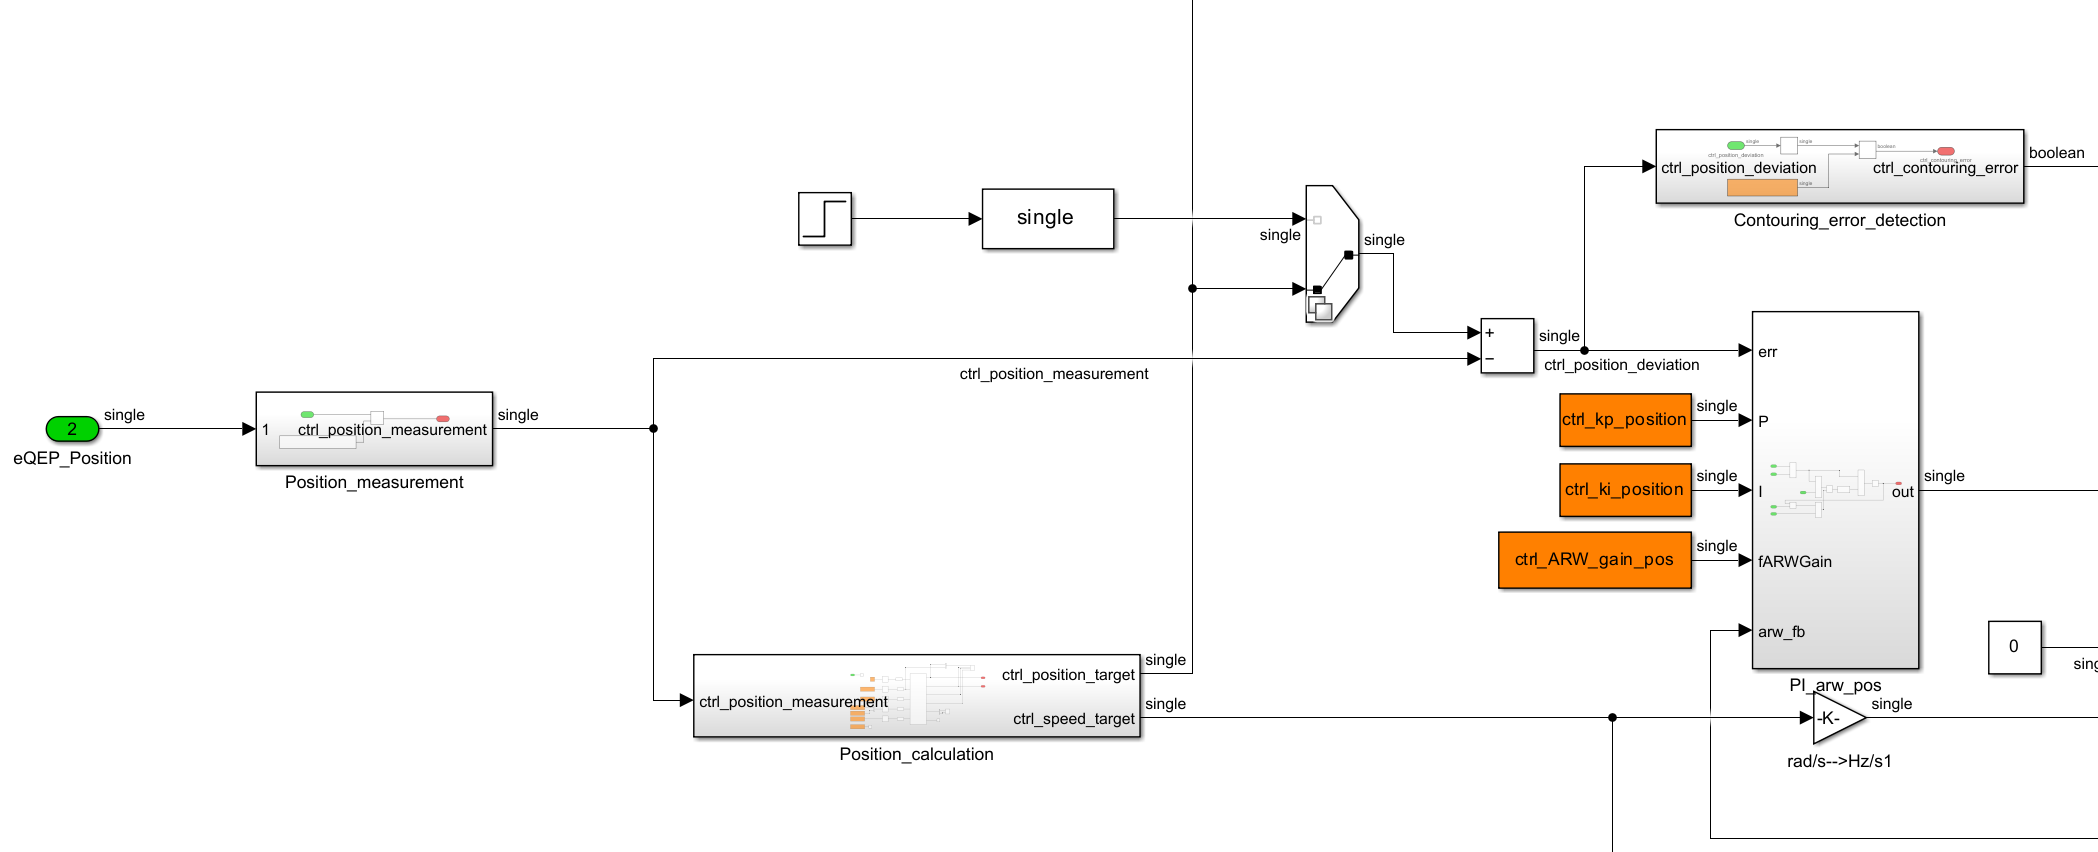 2
single
eQEP_Position
1
ctrl_position_measurement
Position_measurement
single
single
single
single
ctrl_position_measurement
+
−
single
ctrl_position_deviation
ctrl_position_deviation
ctrl_contouring_error
boolean
Contouring_error_detection
ctrl_kp_position
single
ctrl_ki_position
single
ctrl_ARW_gain_pos
single
err
P
I
fARWGain
arw_fb
out
single
PI_arw_pos
0
ctrl_position_measurement
ctrl_position_target
ctrl_speed_target
single
single
Position_calculation
-K-
single
rad/s-->Hz/s1